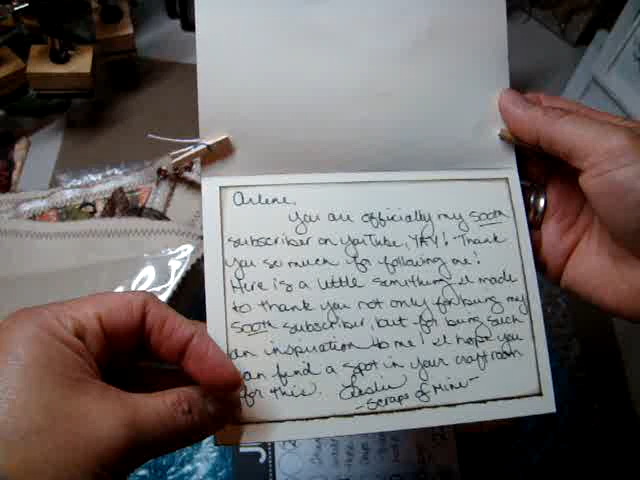 Arlene,
You are officially my 500th
subscriber on YouTube, YAY! Thank
you so much for following me!
Here is a little something I made
to thank you not only for being my
500th subscriber, but for being such
an inspiration to me! I hope you
can find a spot in your craft room
for this. Leslie
-Scraps of Mine-